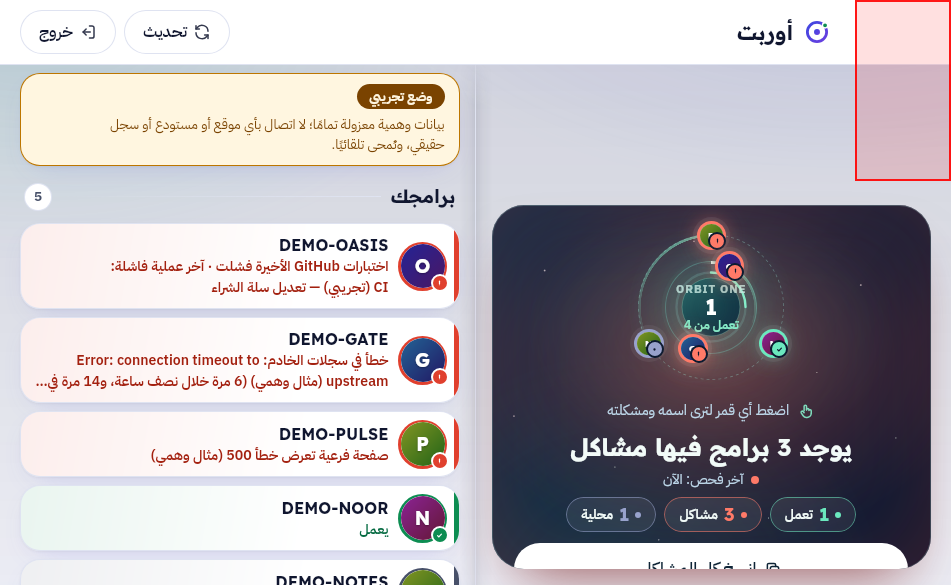 أوربت
تحديث
خروج
ORBIT ONE
1
تعمل من 4
اضغط أي قمر لترى اسمه ومشكلته
يوجد 3 برامج فيها مشاكل
آخر فحص: الآن
1 تعمل
3 مشاكل
1 محلية
وضع تجريبي
بيانات وهمية معزولة تمامًا؛ لا اتصال بأي موقع أو مستودع أو سجل
حقيقي، وتُمحى تلقائيًا.
برامجك
5
DEMO-OASIS
اختبارات GitHub الأخيرة فشلت · آخر عملية فاشلة:
CI (تجريبي) — تعديل سلة الشراء
O
DEMO-GATE
خطأ في سجلات الخادم: Error: connection timeout to
upstream (مثال وهمي) (6 مرة خلال نصف ساعة، و14 مرة في...
G
DEMO-PULSE
صفحة فرعية تعرض خطأ 500 (مثال وهمي)
P
DEMO-NOOR
يعمل
N
DEMO-NOTES